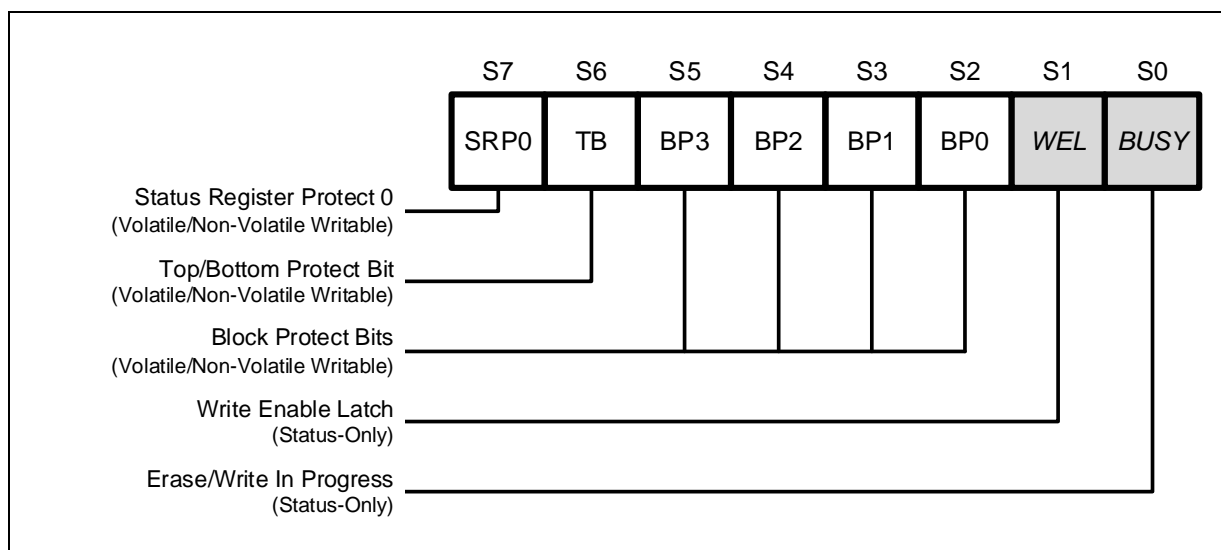 S7 S6 S5 S4 S3 S2 S1 S0
SRP0 TB BP3 BP2 BP1 BP0 WEL BUSY
Status Register Protect 0
(Volatile/Non-Volatile Writable)
Top/Bottom Protect Bit
(Volatile/Non-Volatile Writable)
Block Protect Bits
(Volatile/Non-Volatile Writable)
Write Enable Latch
(Status-Only)
Erase/Write In Progress
(Status-Only)